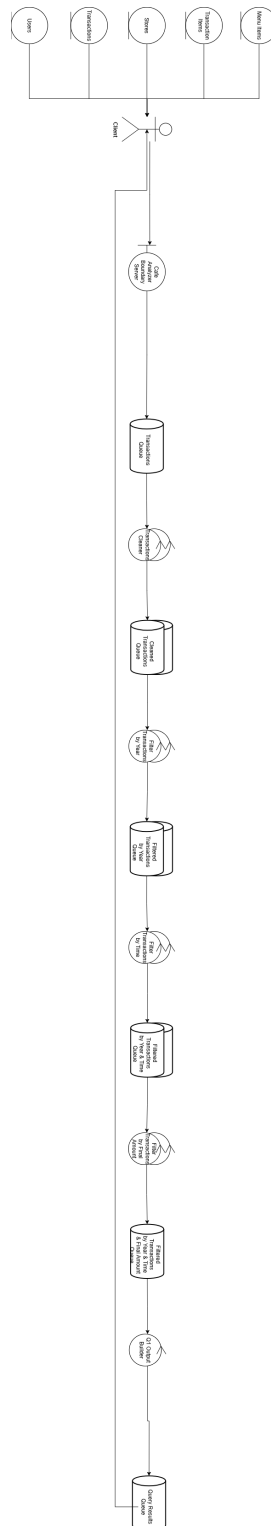 Menu Items
Transaction
Items
Stores
Transactions
Users
Client
Cafe
Analyzer
Boundary
Server
Transactions
Queue
Transactions
Cleaner
Cleaned
Transactions
Queue
Filter
Transactions
by Year
Filtered
Transactions
by Year
Queue
Filter
Transactions
by Time
Filtered
Transactions
by Year & Time
Queue
Filter
Transactions
by Final
Amount
Filtered
Transactions
by Year & Time
& Final Amount
Queue
Q1 Output
Builder
Query Results
Queue